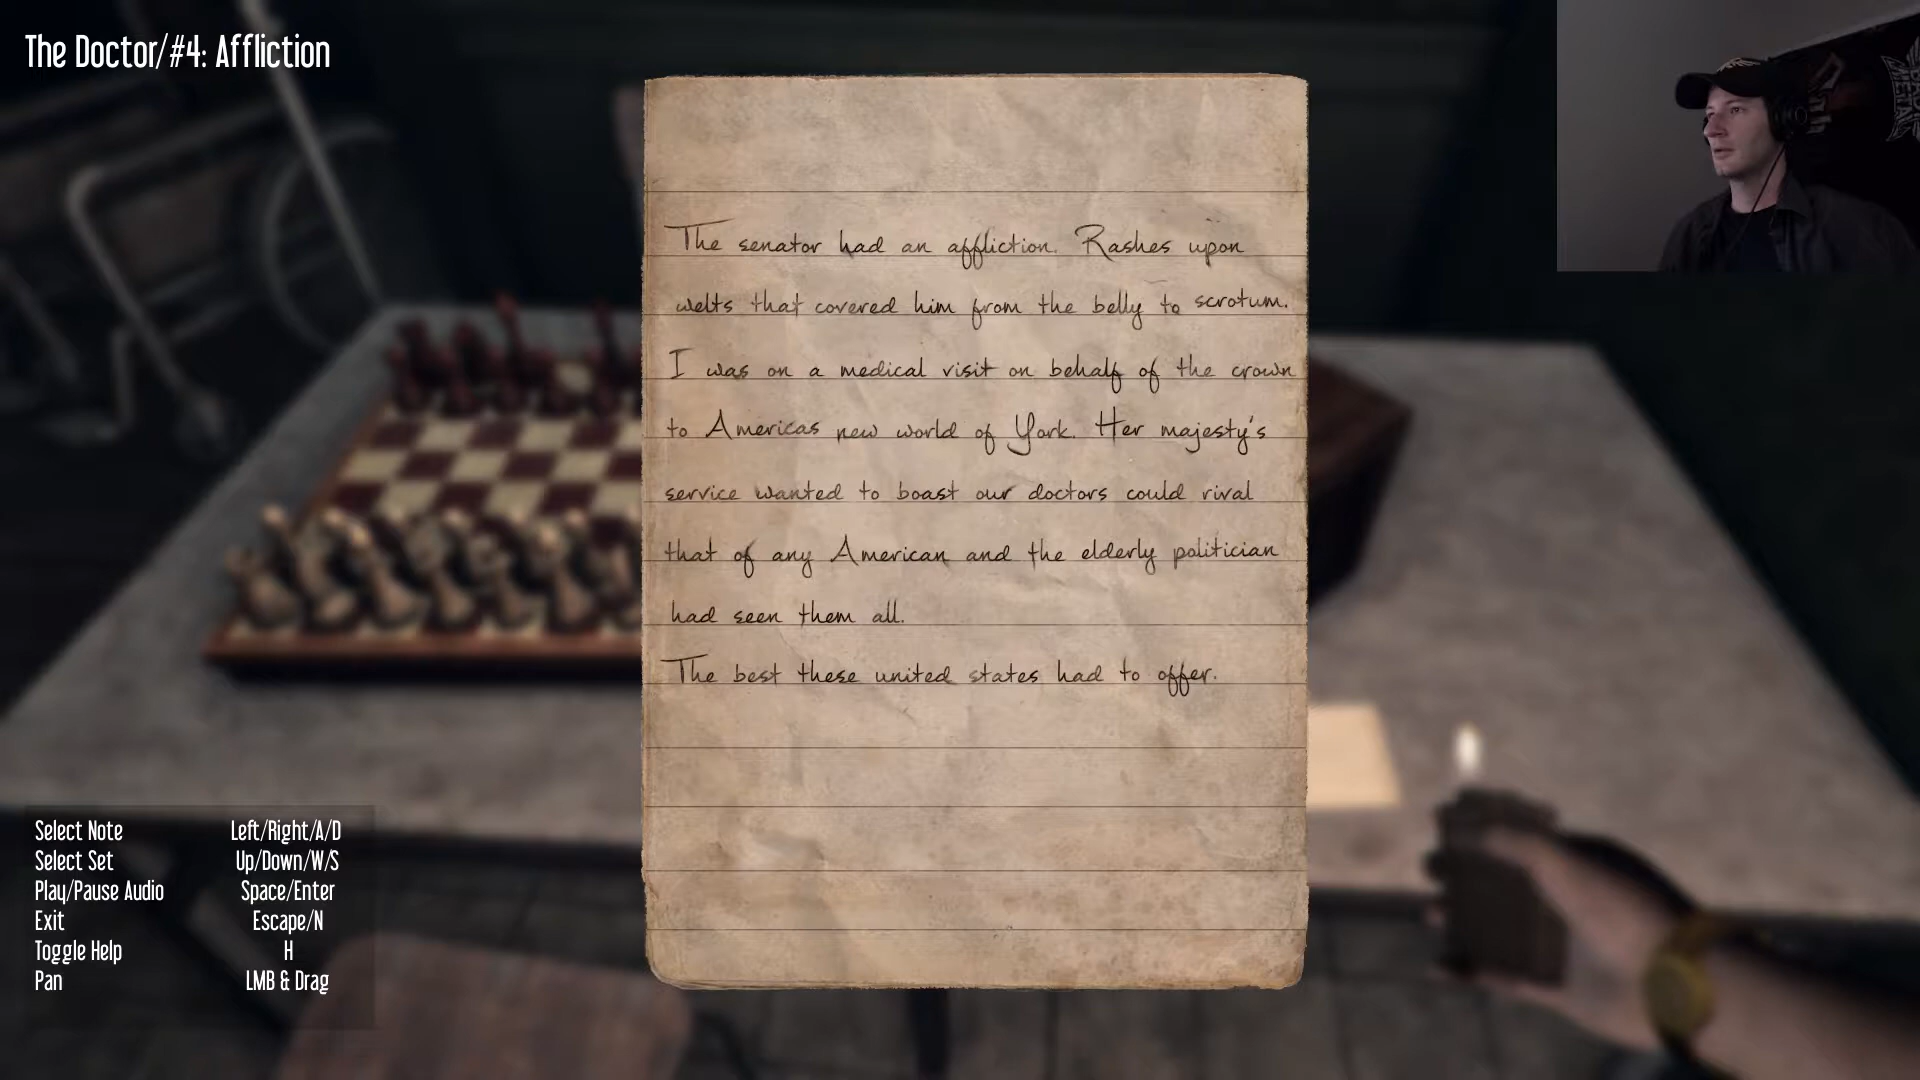 The Doctor/#4: Affliction
The senator had an affliction. Rashes upon
welts that covered him from the belly to scrotum.
I was on a medical visit on behalf of the crown
to Americas new world of York. Her majesty's
service wanted to boast our doctors could rival
that of any American and the elderly politician
had seen them all.
The best these united states had to offer.
Select Note Left/Right/A/D
Select Set Up/Down/W/S
Play/Pause Audio Space/Enter
Exit Escape/N
Toggle Help H
Pan LMB & Drag